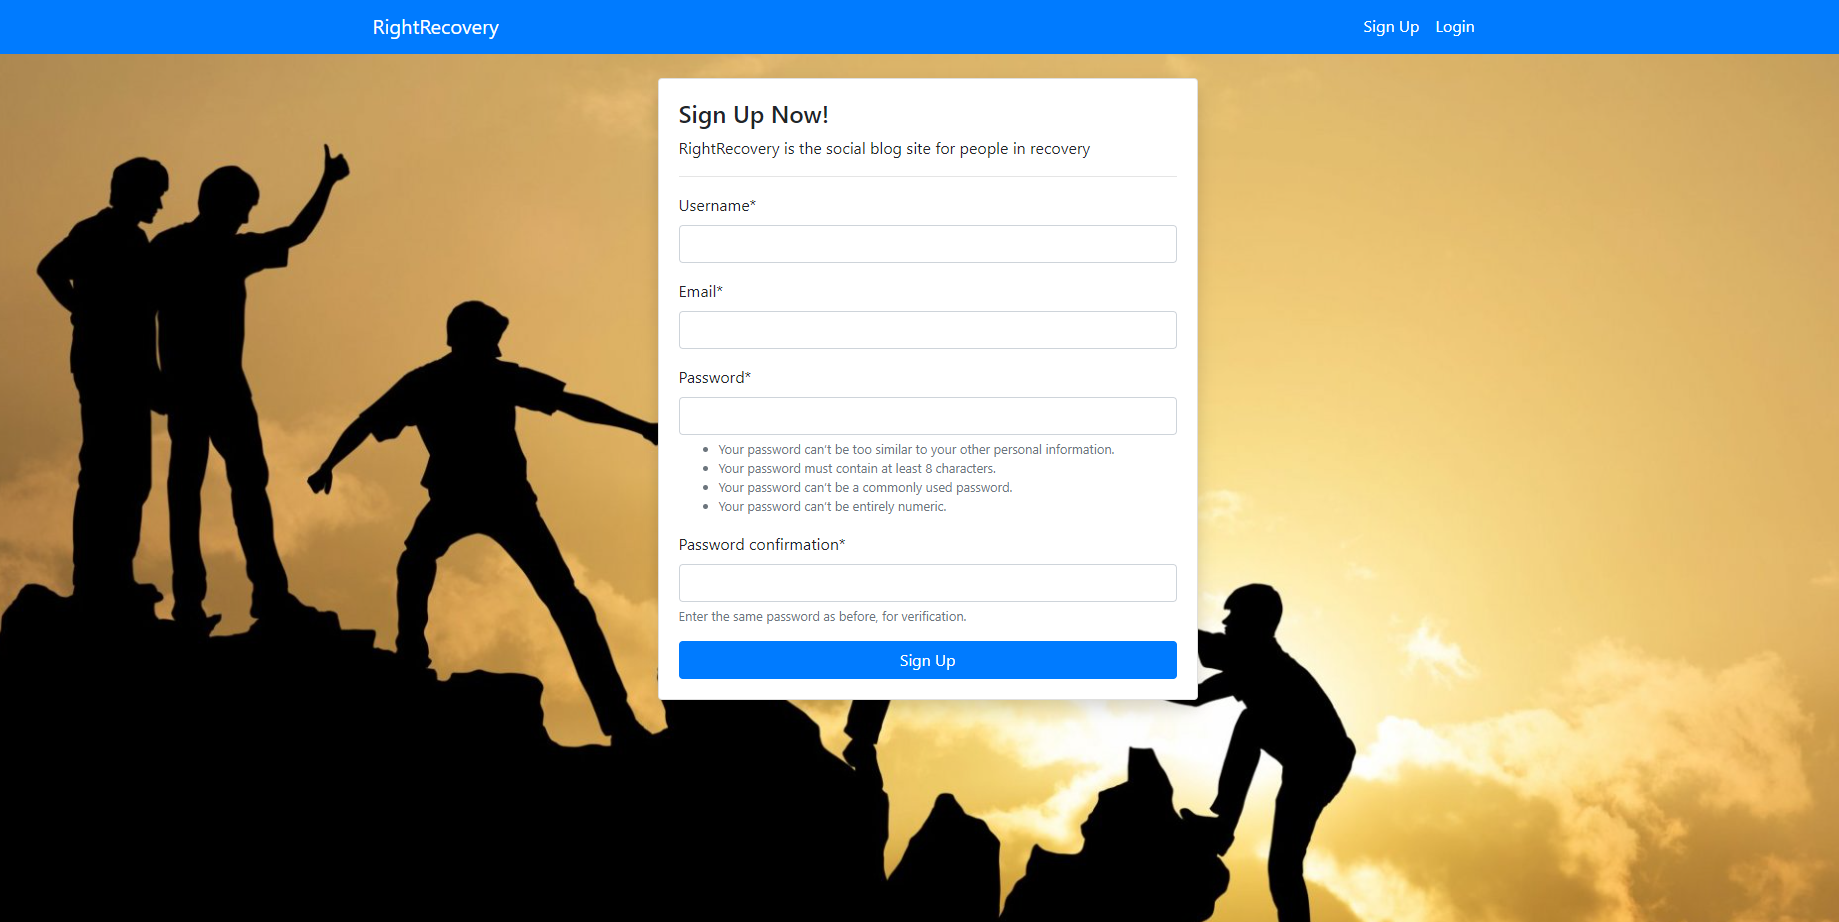 RightRecovery
Sign Up
Login
Sign Up Now!
RightRecovery is the social blog site for people in recovery
Username*
Email*
Password*
Your password can't be too similar to your other personal information.
Your password must contain at least 8 characters.
Your password can't be a commonly used password.
Your password can't be entirely numeric.
Password confirmation*
Enter the same password as before, for verification.
Sign Up